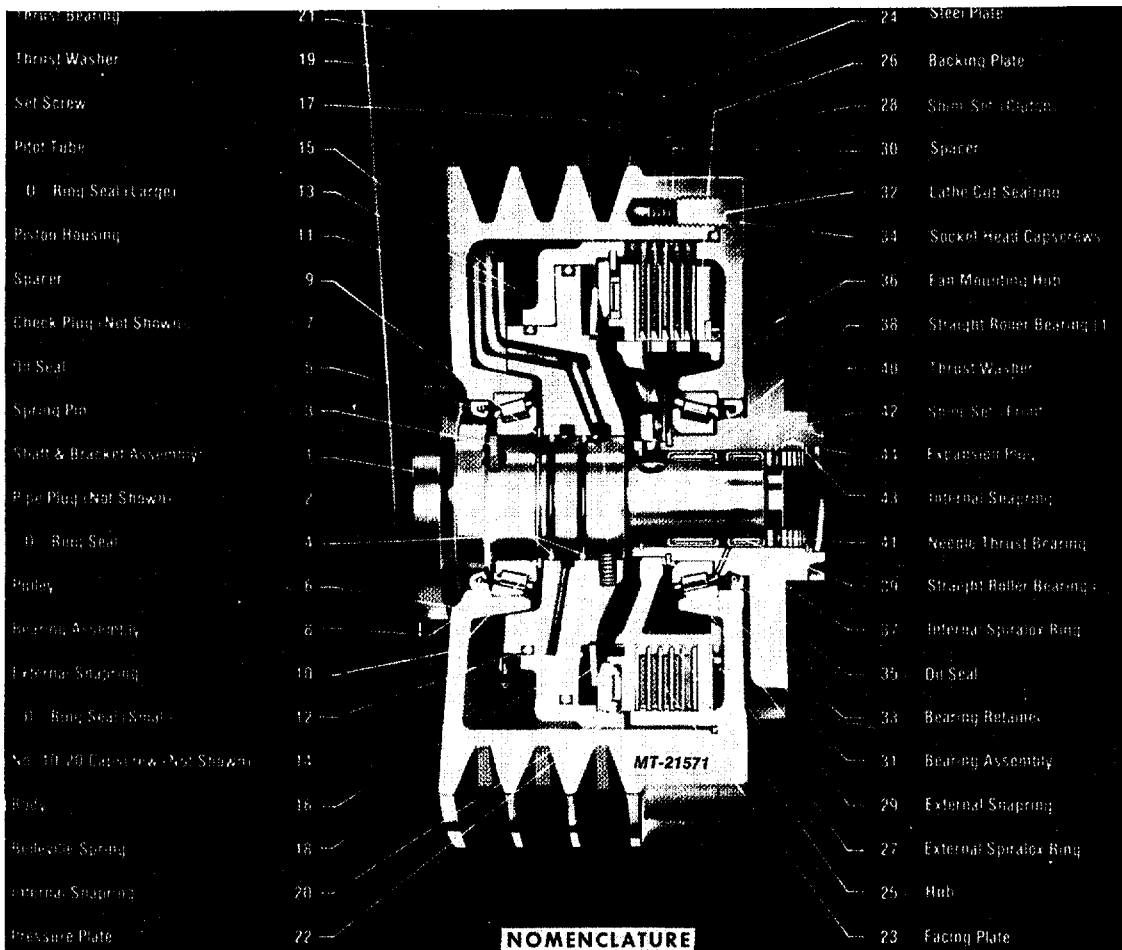 Thrust Bearing 21
Thrust Washer 19
Set Screw 17
Pitot Tube 15
"O" Ring Seal (Large) 13
Piston Housing 11
Spacer 9
Check Plug (Not Shown) 7
Oil Seal 5
Spring Pin 3
Shaft & Bracket Assembly 1
Pipe Plug (Not Shown) 2
"O" Ring Seal 4
Pulley 6
Bearing Assembly 8
External Snapring 10
"O" Ring Seal (Small) 12
No. 10-20 Capscrew (Not Shown) 14
Body 16
Belleville Spring 18
Internal Snapring 20
Pressure Plate 22
24 Steel Plate
26 Backing Plate
28 Shim Set (Clutch)
30 Spacer
32 Lathe Cut Sealring
34 Socket Head Capscrews
36 Fan Mounting Hub
38 Straight Roller Bearing (1
40 Thrust Washer
42 Shim Set - Front
44 Expansion Plug
43 Internal Snapring
41 Needle Thrust Bearing
39 Straight Roller Bearing
37 Internal Spiralox Ring
35 Oil Seal
33 Bearing Retainer
31 Bearing Assembly
29 External Snapring
27 External Spiralox Ring
25 Hub
23 Facing Plate
MT-21571
NOMENCLATURE